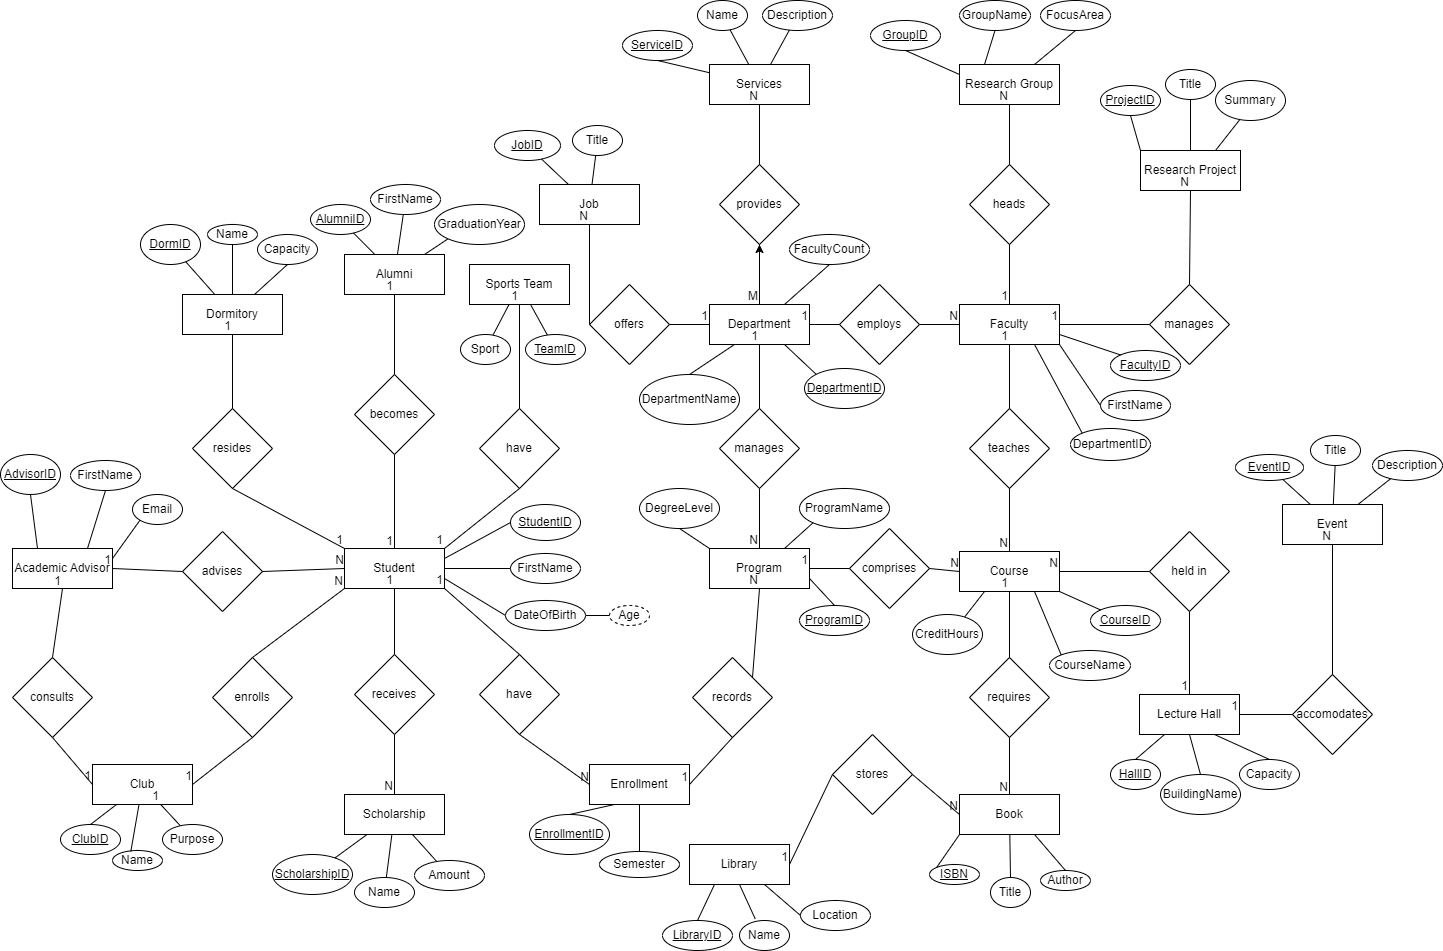 Name
Description
GroupName
FocusArea
ServiceID
GroupID
Services
N
Research Group
N
ProjectID
Title
Summary
Research Project
N
JobID
Title
Job
N
provides
heads
DormID
Name
Capacity
AlumniID
FirstName
GraduationYear
FacultyCount
Alumni
1
Sports Team
1
Dormitory
1
offers
M
1
Department
1
1
employs
1
N
Faculty
1
1
manages
Sport
TeamID
DepartmentName
DepartmentID
FacultyID
FirstName
DepartmentID
becomes
resides
have
manages
teaches
EventID
Title
Description
AdvisorID
FirstName
Email
DegreeLevel
ProgramName
StudentID
Event
N
1
1
1
N
N
Academic Advisor
1
1
advises
N
N
Student
1
1
FirstName
Program
1
N
comprises
N
Course
N
1
held in
DateOfBirth
Age
ProgramID
CreditHours
CourseID
CourseName
consults
enrolls
receives
have
records
requires
1
Lecture Hall
1
accomodates
1
Club
1
1
N
N
Enrollment
1
stores
N
N
HallID
BuildingName
Capacity
Scholarship
Book
ClubID
Name
Purpose
EnrollmentID
Semester
Library
1
ScholarshipID
Name
Amount
ISBN
Title
Author
LibraryID
Name
Location